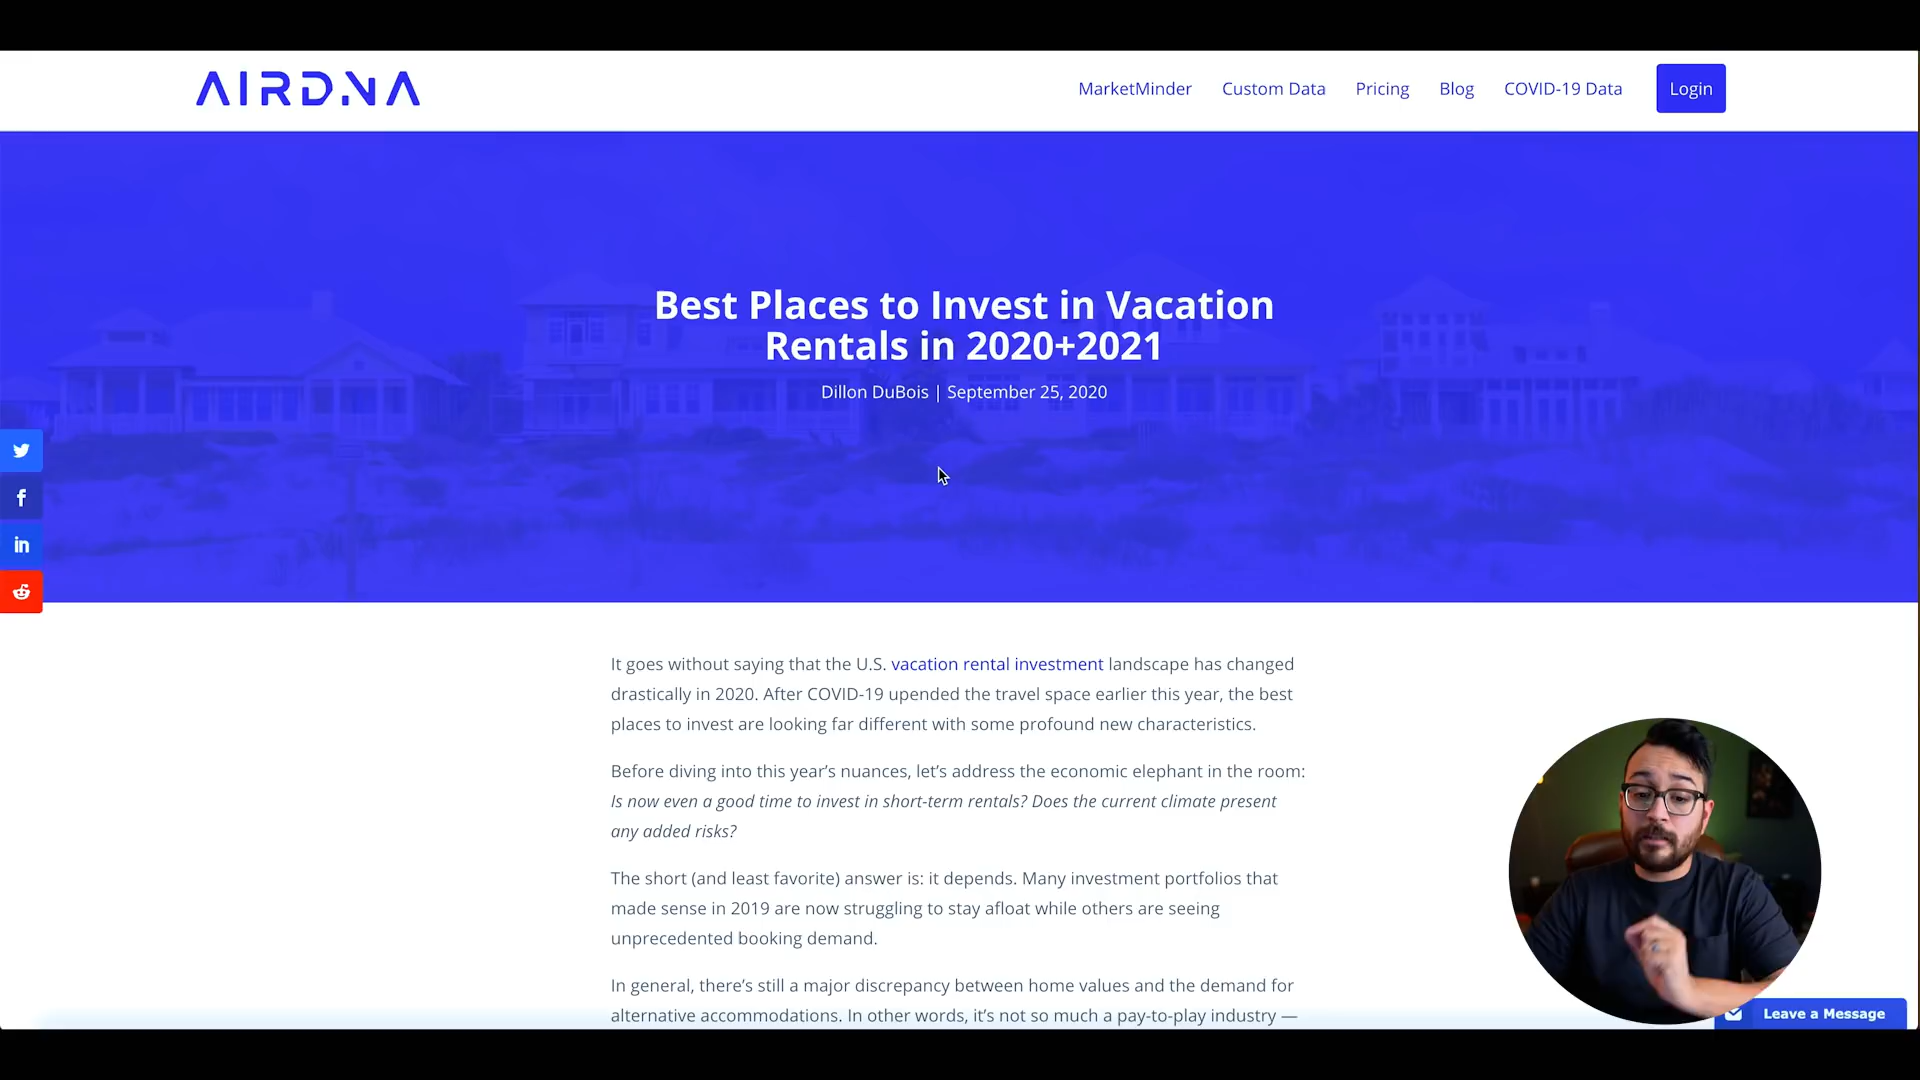 AIRDNA
MarketMinder Custom Data Pricing Blog COVID-19 Data Login
Best Places to Invest in Vacation
Rentals in 2020+2021
Dillon DuBois | September 25, 2020
It goes without saying that the U.S. vacation rental investment landscape has changed
drastically in 2020. After COVID-19 upended the travel space earlier this year, the best
places to invest are looking far different with some profound new characteristics.
Before diving into this year’s nuances, let’s address the economic elephant in the room:
Is now even a good time to invest in short-term rentals? Does the current climate present
any added risks?
The short (and least favorite) answer is: it depends. Many investment portfolios that
made sense in 2019 are now struggling to stay afloat while others are seeing
unprecedented booking demand.
In general, there’s still a major discrepancy between home values and the demand for
alternative accommodations. In other words, it’s not so much a pay-to-play industry —
Leave a Message